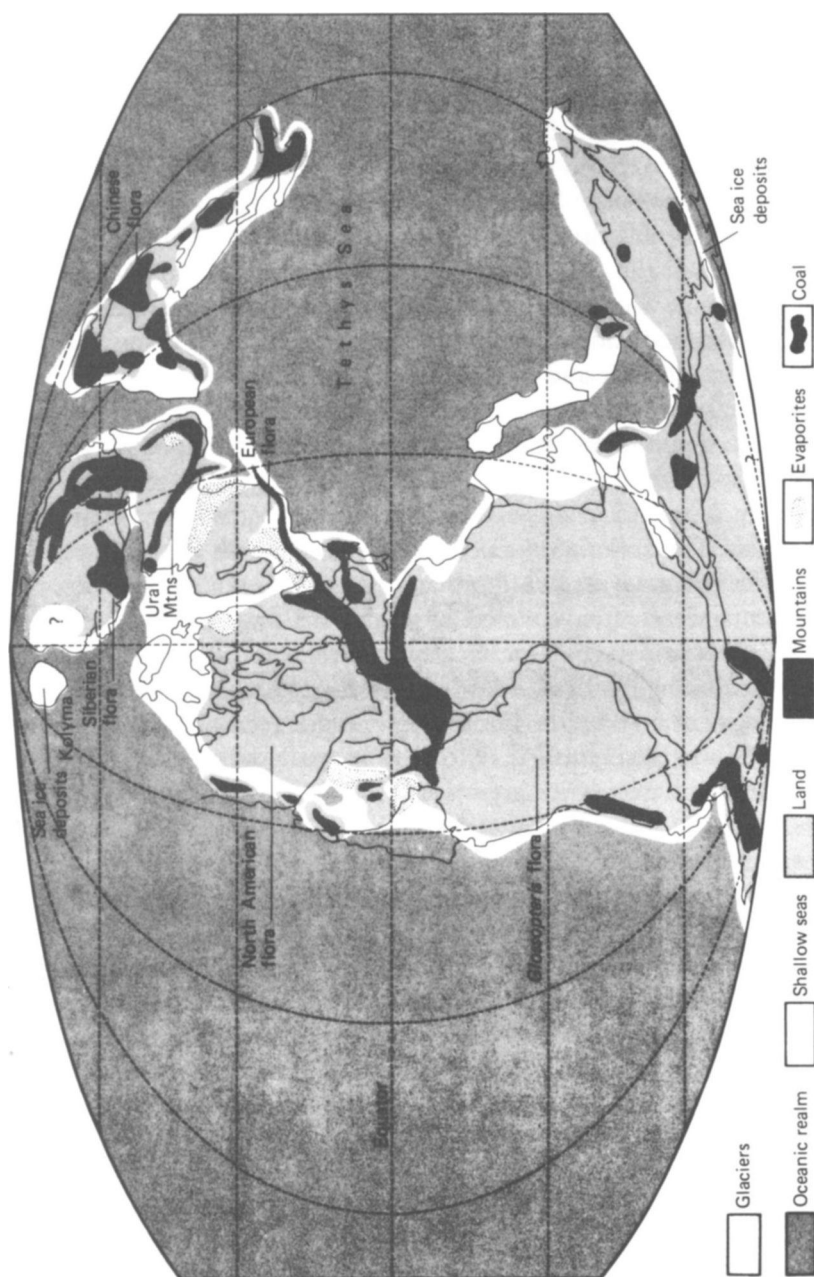 Sea ice
deposits
Kolyma
?
Siberian
flora
Ural
Mtns
Chinese
flora
European
flora
Tethys Sea
North American
flora
Equator
Glossopteris flora
?
Sea ice
deposits
Glaciers
Oceanic realm
Shallow seas
Land
Mountains
Evaporites
Coal